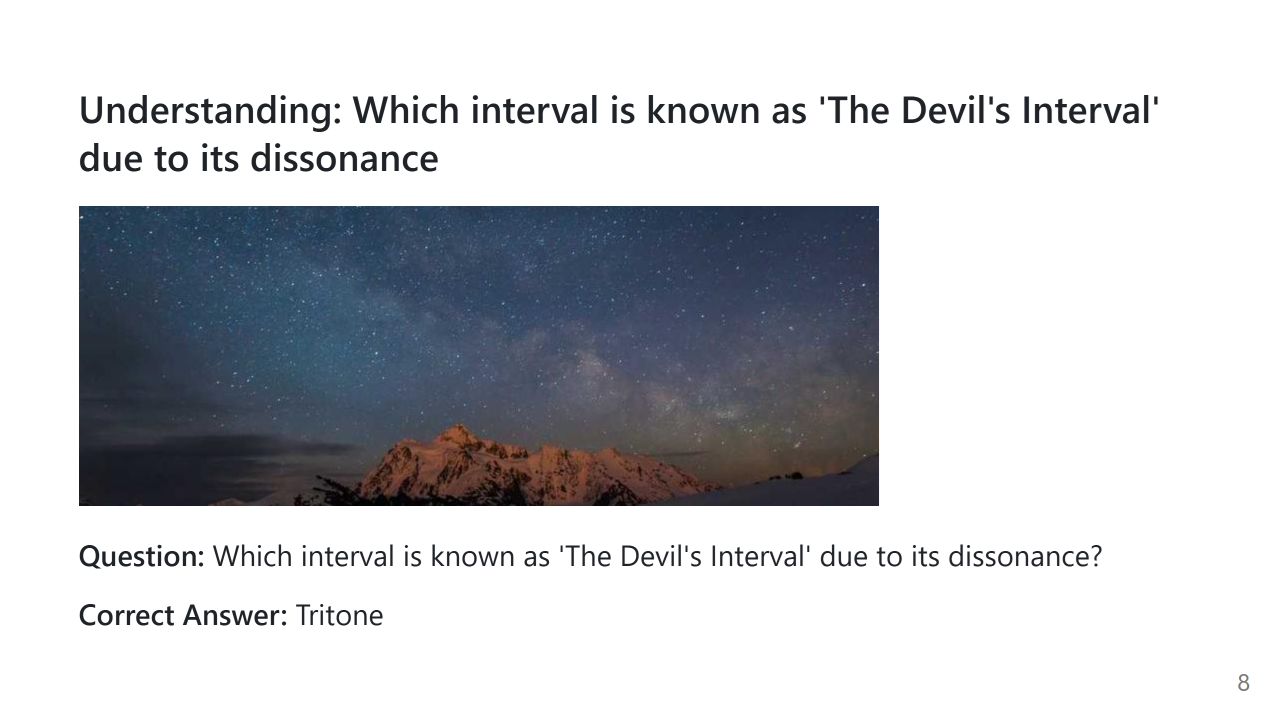 Understanding: Which interval is known as 'The Devil's Interval'
due to its dissonance
Question: Which interval is known as 'The Devil's Interval' due to its dissonance?
Correct Answer: Tritone
8